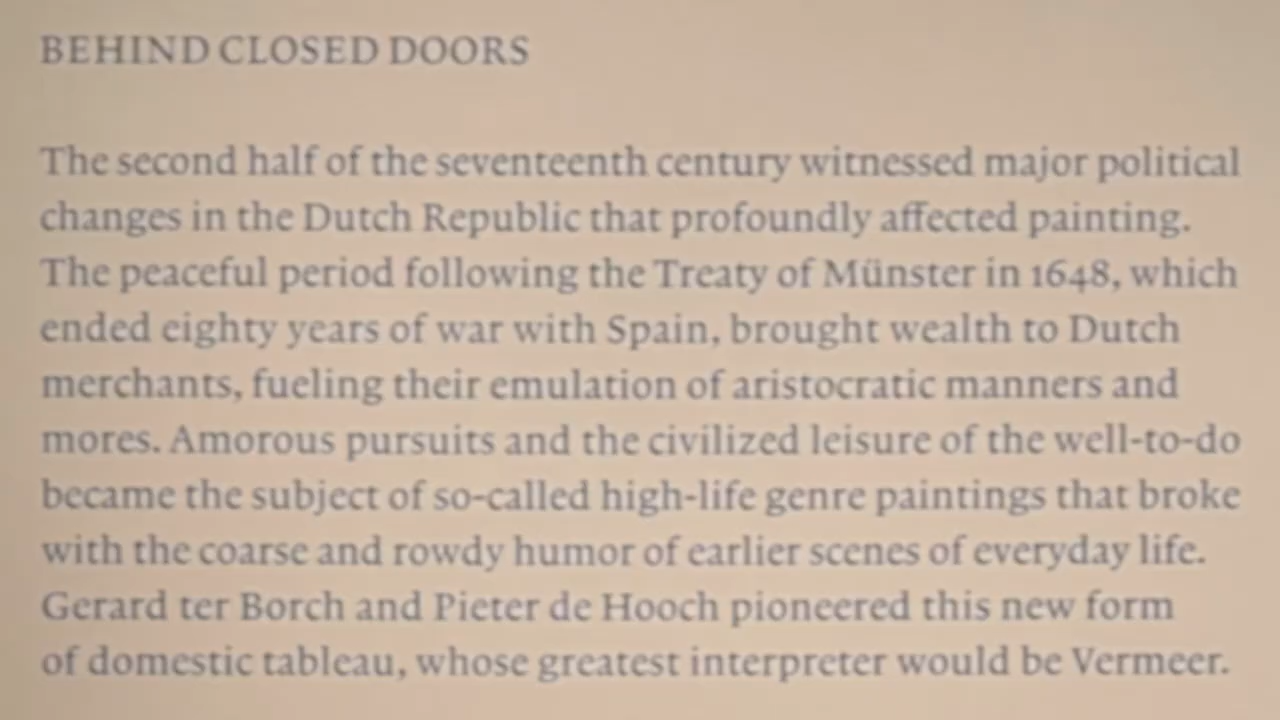 BEHIND CLOSED DOORS
The second half of the seventeenth century witnessed major political
changes in the Dutch Republic that profoundly affected painting.
The peaceful period following the Treaty of Münster in 1648, which
ended eighty years of war with Spain, brought wealth to Dutch
merchants, fueling their emulation of aristocratic manners and
mores. Amorous pursuits and the civilized leisure of the well-to-do
became the subject of so-called high-life genre paintings that broke
with the coarse and rowdy humor of earlier scenes of everyday life.
Gerard ter Borch and Pieter de Hooch pioneered this new form
of domestic tableau, whose greatest interpreter would be Vermeer.